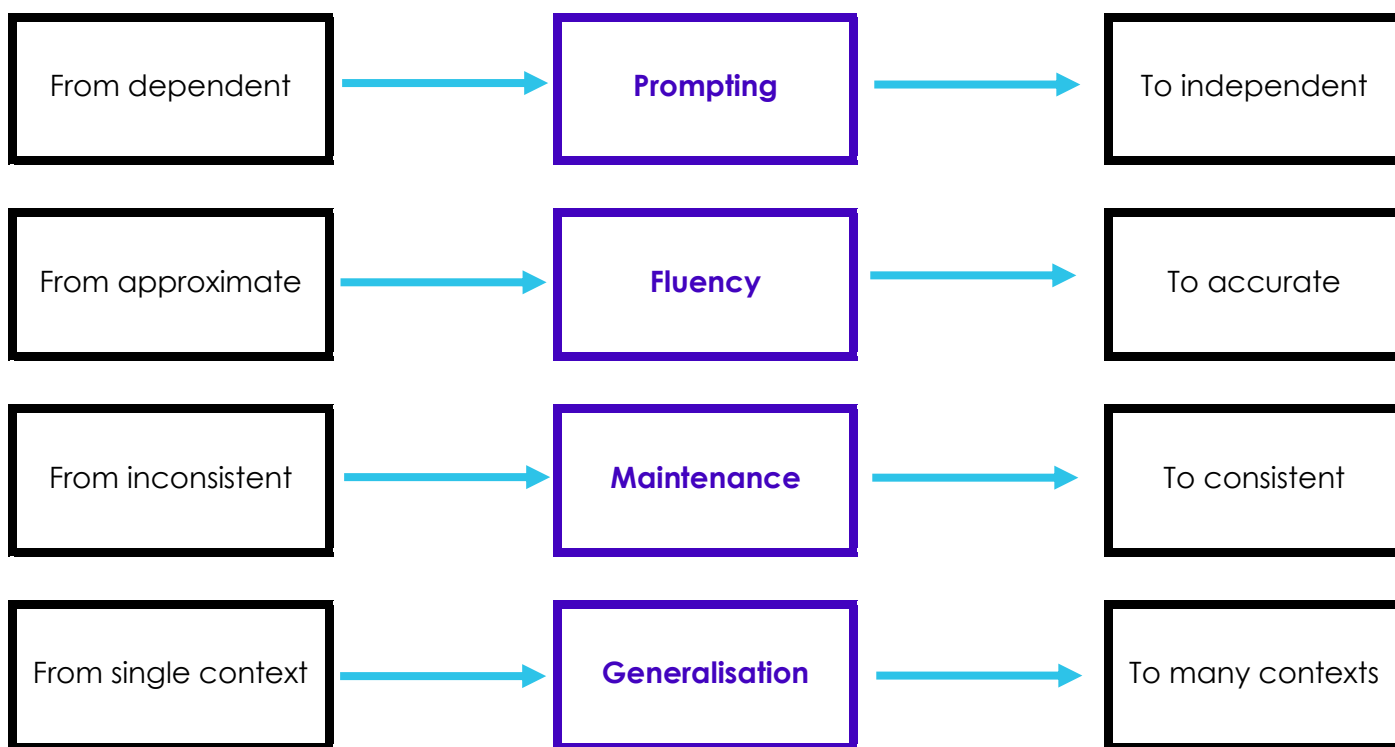 From dependent
Prompting
To independent
From approximate
Fluency
To accurate
From inconsistent
Maintenance
To consistent
From single context
Generalisation
To many contexts